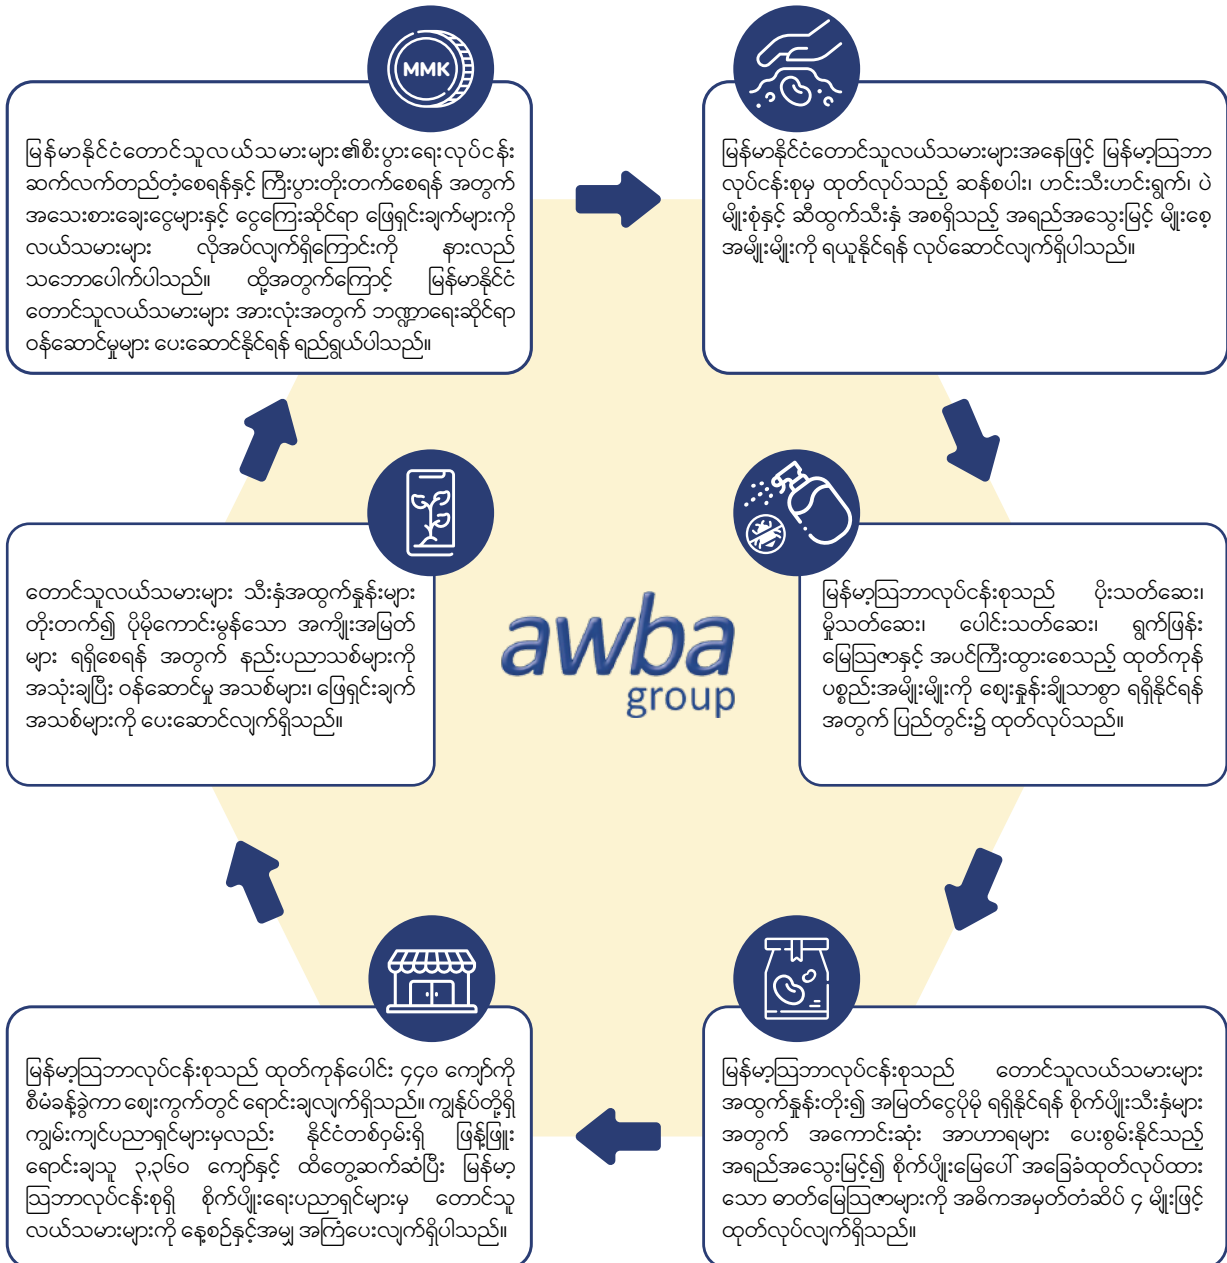 MMK
မြန်မာနိုင်ငံတောင်သူလယ်သမားများ၏စီးပွားရေးလုပ်ငန်း
ဆက်လက်တည်တံ့စေရန်နှင့် ကြီးပွားတိုးတက်စေရန် အတွက်
အသေးစားချေးငွေများနှင့် ငွေကြေးဆိုင်ရာ ဖြေရှင်းချက်များကို
လယ်သမားများ လိုအပ်လျက်ရှိကြောင်းကို နားလည်
သဘောပေါက်ပါသည်။ ထို့အတွက်ကြောင့် မြန်မာနိုင်ငံ
တောင်သူလယ်သမားများ အားလုံးအတွက် ဘဏ္ဍာရေးဆိုင်ရာ
ဝန်ဆောင်မှုများ ပေးဆောင်နိုင်ရန် ရည်ရွယ်ပါသည်။
မြန်မာနိုင်ငံတောင်သူလယ်သမားများအနေဖြင့် မြန်မာ့ဩဘာ
လုပ်ငန်းစုမှ ထုတ်လုပ်သည့် ဆန်စပါး၊ ဟင်းသီးဟင်းရွက်၊ ပဲ
မျိုးစုံနှင့် ဆီထွက်သီးနှံ အစရှိသည့် အရည်အသွေးမြင့် မျိုးစေ့
အမျိုးမျိုးကို ရယူနိုင်ရန် လုပ်ဆောင်လျက်ရှိပါသည်။
တောင်သူလယ်သမားများ သီးနှံအထွက်နှုန်းများ
တိုးတက်၍ ပိုမိုကောင်းမွန်သော အကျိုးအမြတ်
များ ရရှိစေရန် အတွက် နည်းပညာသစ်များကို
အသုံးချပြီး ဝန်ဆောင်မှု အသစ်များ၊ ဖြေရှင်းချက်
အသစ်များကို ပေးဆောင်လျက်ရှိသည်။
awba
group
မြန်မာ့ဩဘာလုပ်ငန်းစုသည် ပိုးသတ်ဆေး၊
မှိုသတ်ဆေး၊ ပေါင်းသတ်ဆေး၊ ရွက်ဖြန်း
မြေဩဇာနှင့် အပင်ကြီးထွားစေသည့် ထုတ်ကုန်
ပစ္စည်းအမျိုးမျိုးကို ဈေးနှုန်းချိုသာစွာ ရရှိနိုင်ရန်
အတွက် ပြည်တွင်း၌ ထုတ်လုပ်သည်။
မြန်မာ့ဩဘာလုပ်ငန်းစုသည် ထုတ်ကုန်ပေါင်း ၄၄၀ ကျော်ကို
စီမံခန့်ခွဲကာ ဈေးကွက်တွင် ရောင်းချလျက်ရှိသည်။ ကျွန်ုပ်တို့ရှိ
ကျွမ်းကျင်ပညာရှင်များမှလည်း နိုင်ငံတစ်ဝှမ်းရှိ ဖြန့်ဖြူး
ရောင်းချသူ ၃,၃၆၀ ကျော်နှင့် ထိတွေ့ဆက်ဆံပြီး မြန်မာ့
ဩဘာလုပ်ငန်းစုရှိ စိုက်ပျိုးရေးပညာရှင်များမှ တောင်သူ
လယ်သမားများကို နေ့စဉ်နှင့်အမျှ အကြံပေးလျက်ရှိပါသည်။
မြန်မာ့ဩဘာလုပ်ငန်းစုသည် တောင်သူလယ်သမားများ
အထွက်နှုန်းတိုး၍ အမြတ်ငွေပိုမို ရရှိနိုင်ရန် စိုက်ပျိုးသီးနှံများ
အတွက် အကောင်းဆုံး အာဟာရများ ပေးစွမ်းနိုင်သည့်
အရည်အသွေးမြင့်၍ စိုက်ပျိုးမြေပေါ် အခြေခံထုတ်လုပ်ထား
သော ဓာတ်မြေဩဇာများကို အဓိကအမှတ်တံဆိပ် ၄ မျိုးဖြင့်
ထုတ်လုပ်လျက်ရှိသည်။